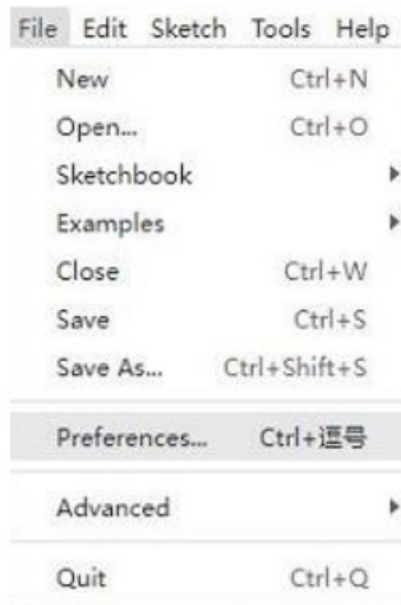 File Edit Sketch Tools Help
New Ctrl+N
Open... Ctrl+O
Sketchbook
Examples
Close Ctrl+W
Save Ctrl+S
Save As... Ctrl+Shift+S
Preferences... Ctrl+逗号
Advanced
Quit Ctrl+Q